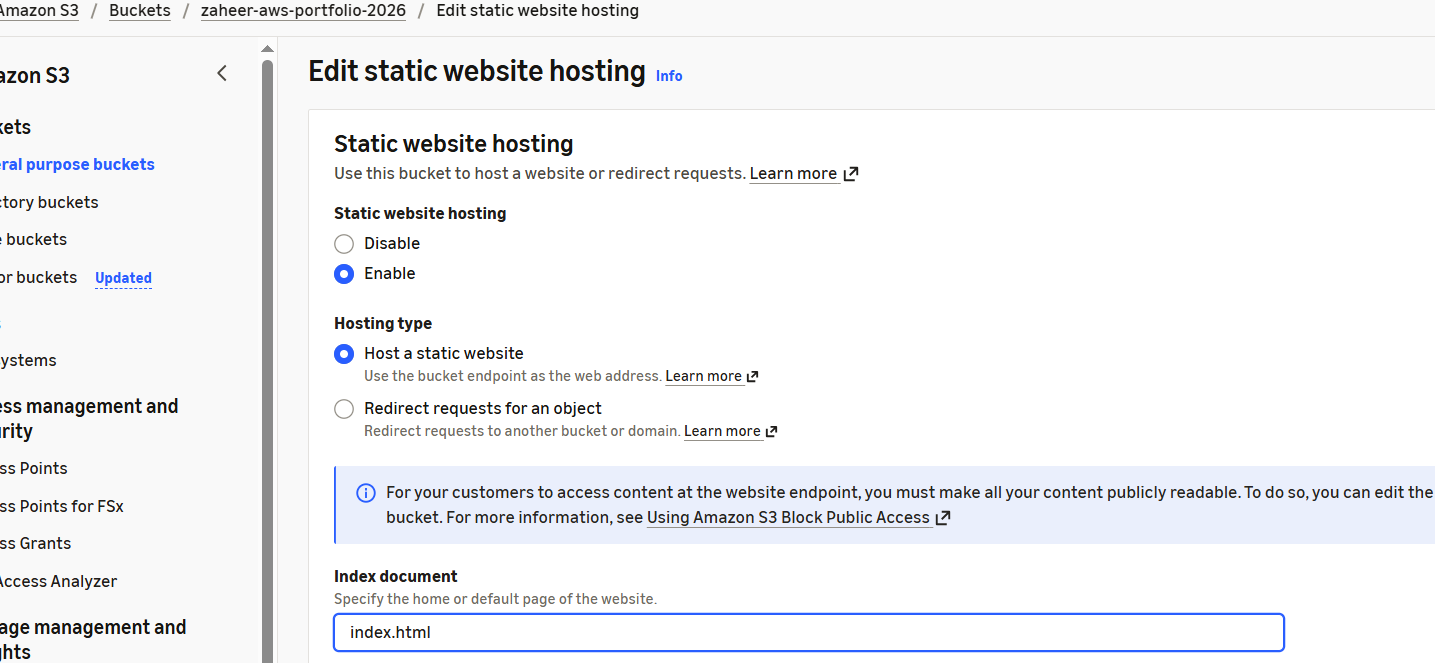 Amazon S3 / Buckets / zaheer-aws-portfolio-2026 / Edit static website hosting
azon S3
kets
ral purpose buckets
ctory buckets
e buckets
or buckets Updated
s
ystems
ess management and
rity
ss Points
ss Points for FSx
ss Grants
Access Analyzer
age management and
ghts
Edit static website hosting Info
Static website hosting
Use this bucket to host a website or redirect requests. Learn more
Static website hosting
Disable
Enable
Hosting type
Host a static website
Use the bucket endpoint as the web address. Learn more
Redirect requests for an object
Redirect requests to another bucket or domain. Learn more
For your customers to access content at the website endpoint, you must make all your content publicly readable. To do so, you can edit the
bucket. For more information, see Using Amazon S3 Block Public Access
Index document
Specify the home or default page of the website.
index.html